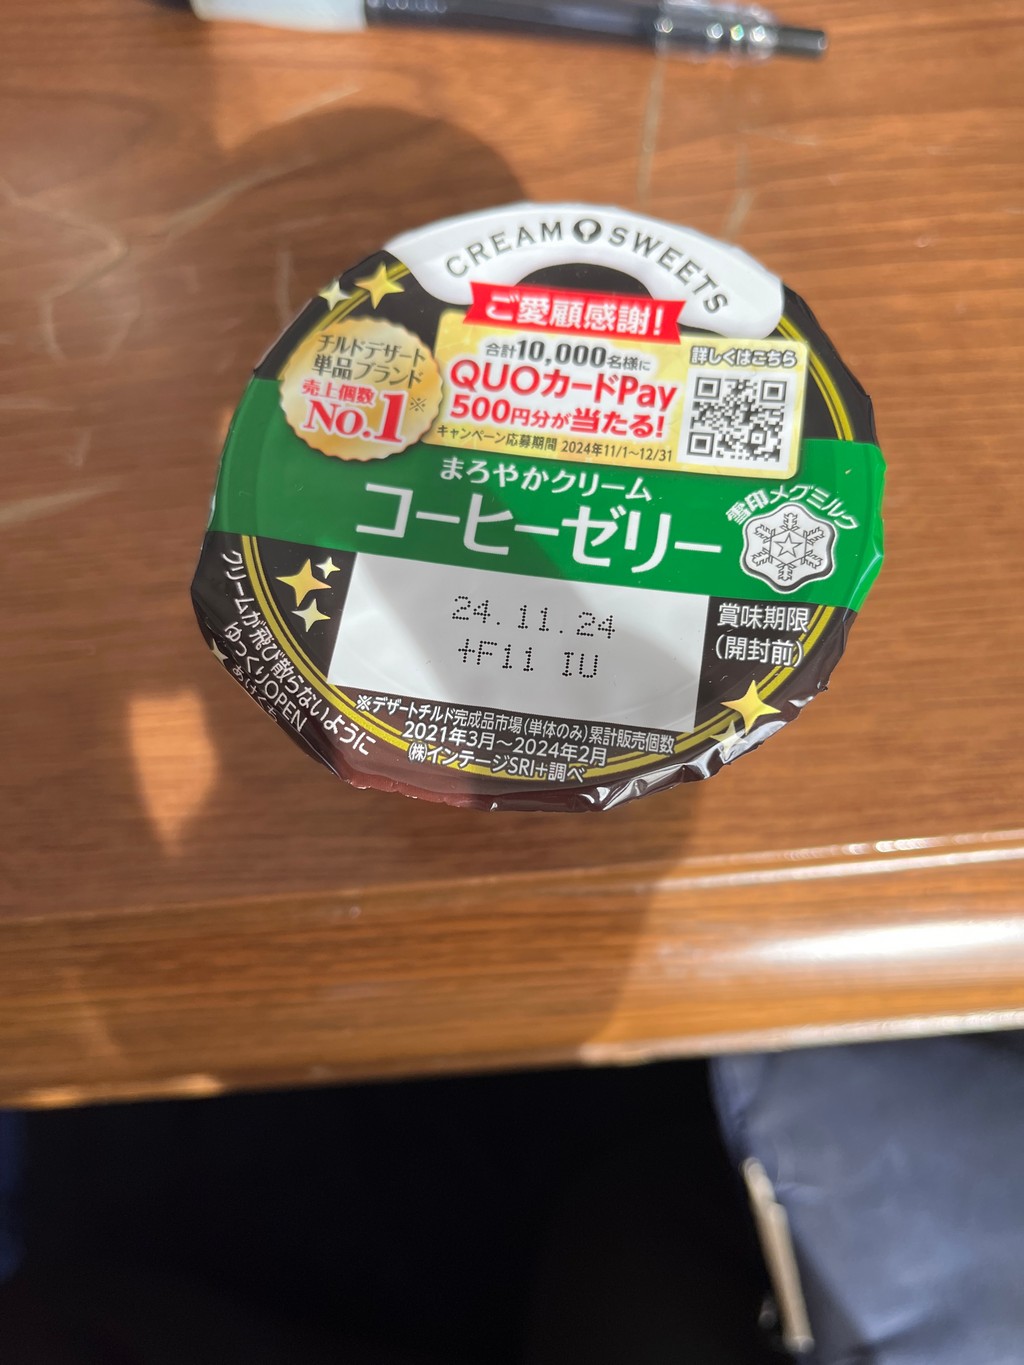 CREAM SWEETS
ご愛顧感謝!
チルドデザート
単品ブランド
売上個数
No.1※
合計10,000名様に
QUOカードPay
500円分が当たる!
キャンペーン応募期間 2024年11/1~12/31
詳しくはこちら
まろやかクリーム
コーヒーゼリー
雪印メグミルク
24.11.24
+F11 IU
賞味期限
(開封前)
クリームが飛び散らないように
ゆっくりOPEN
あけくち
※デザートチルド完成品市場(単体のみ)累計販売個数
2021年3月~2024年2月
㈱インテージSRI+調べ